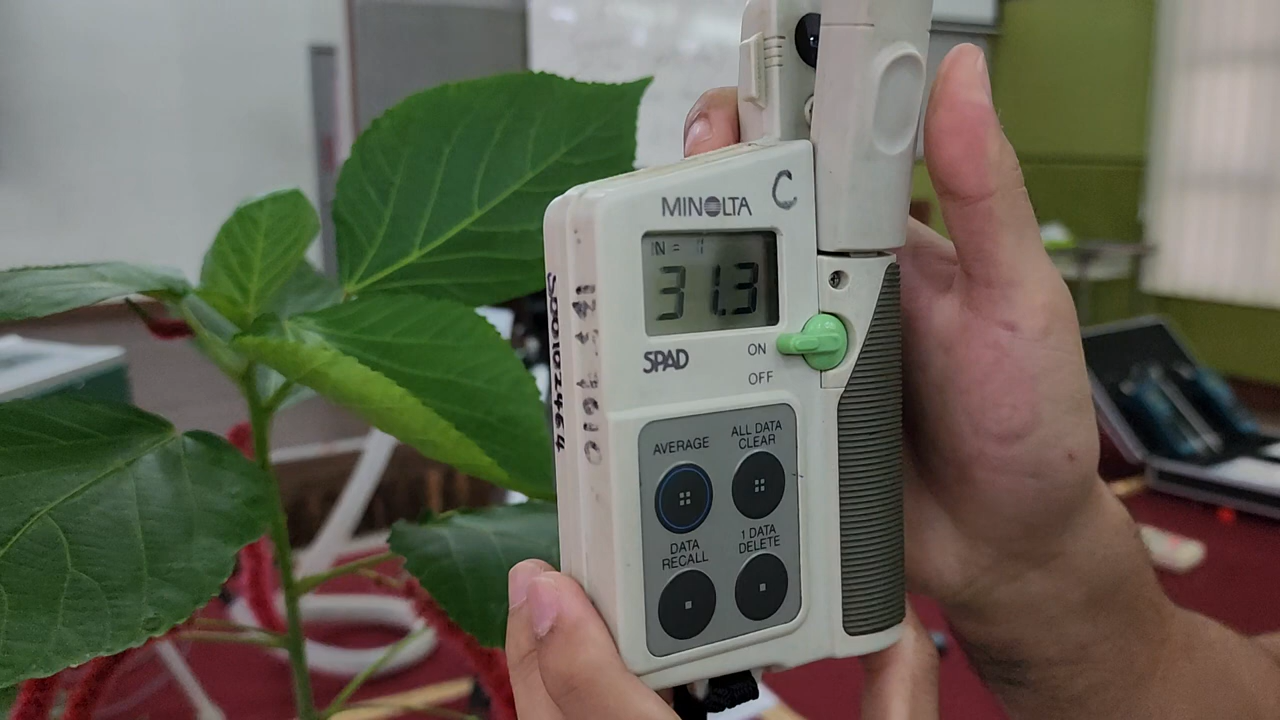 C
MINOLTA
N = 1
31.3
SPAD
ON
OFF
AVERAGE
ALL DATA
CLEAR
DATA
RECALL
1 DATA
DELETE